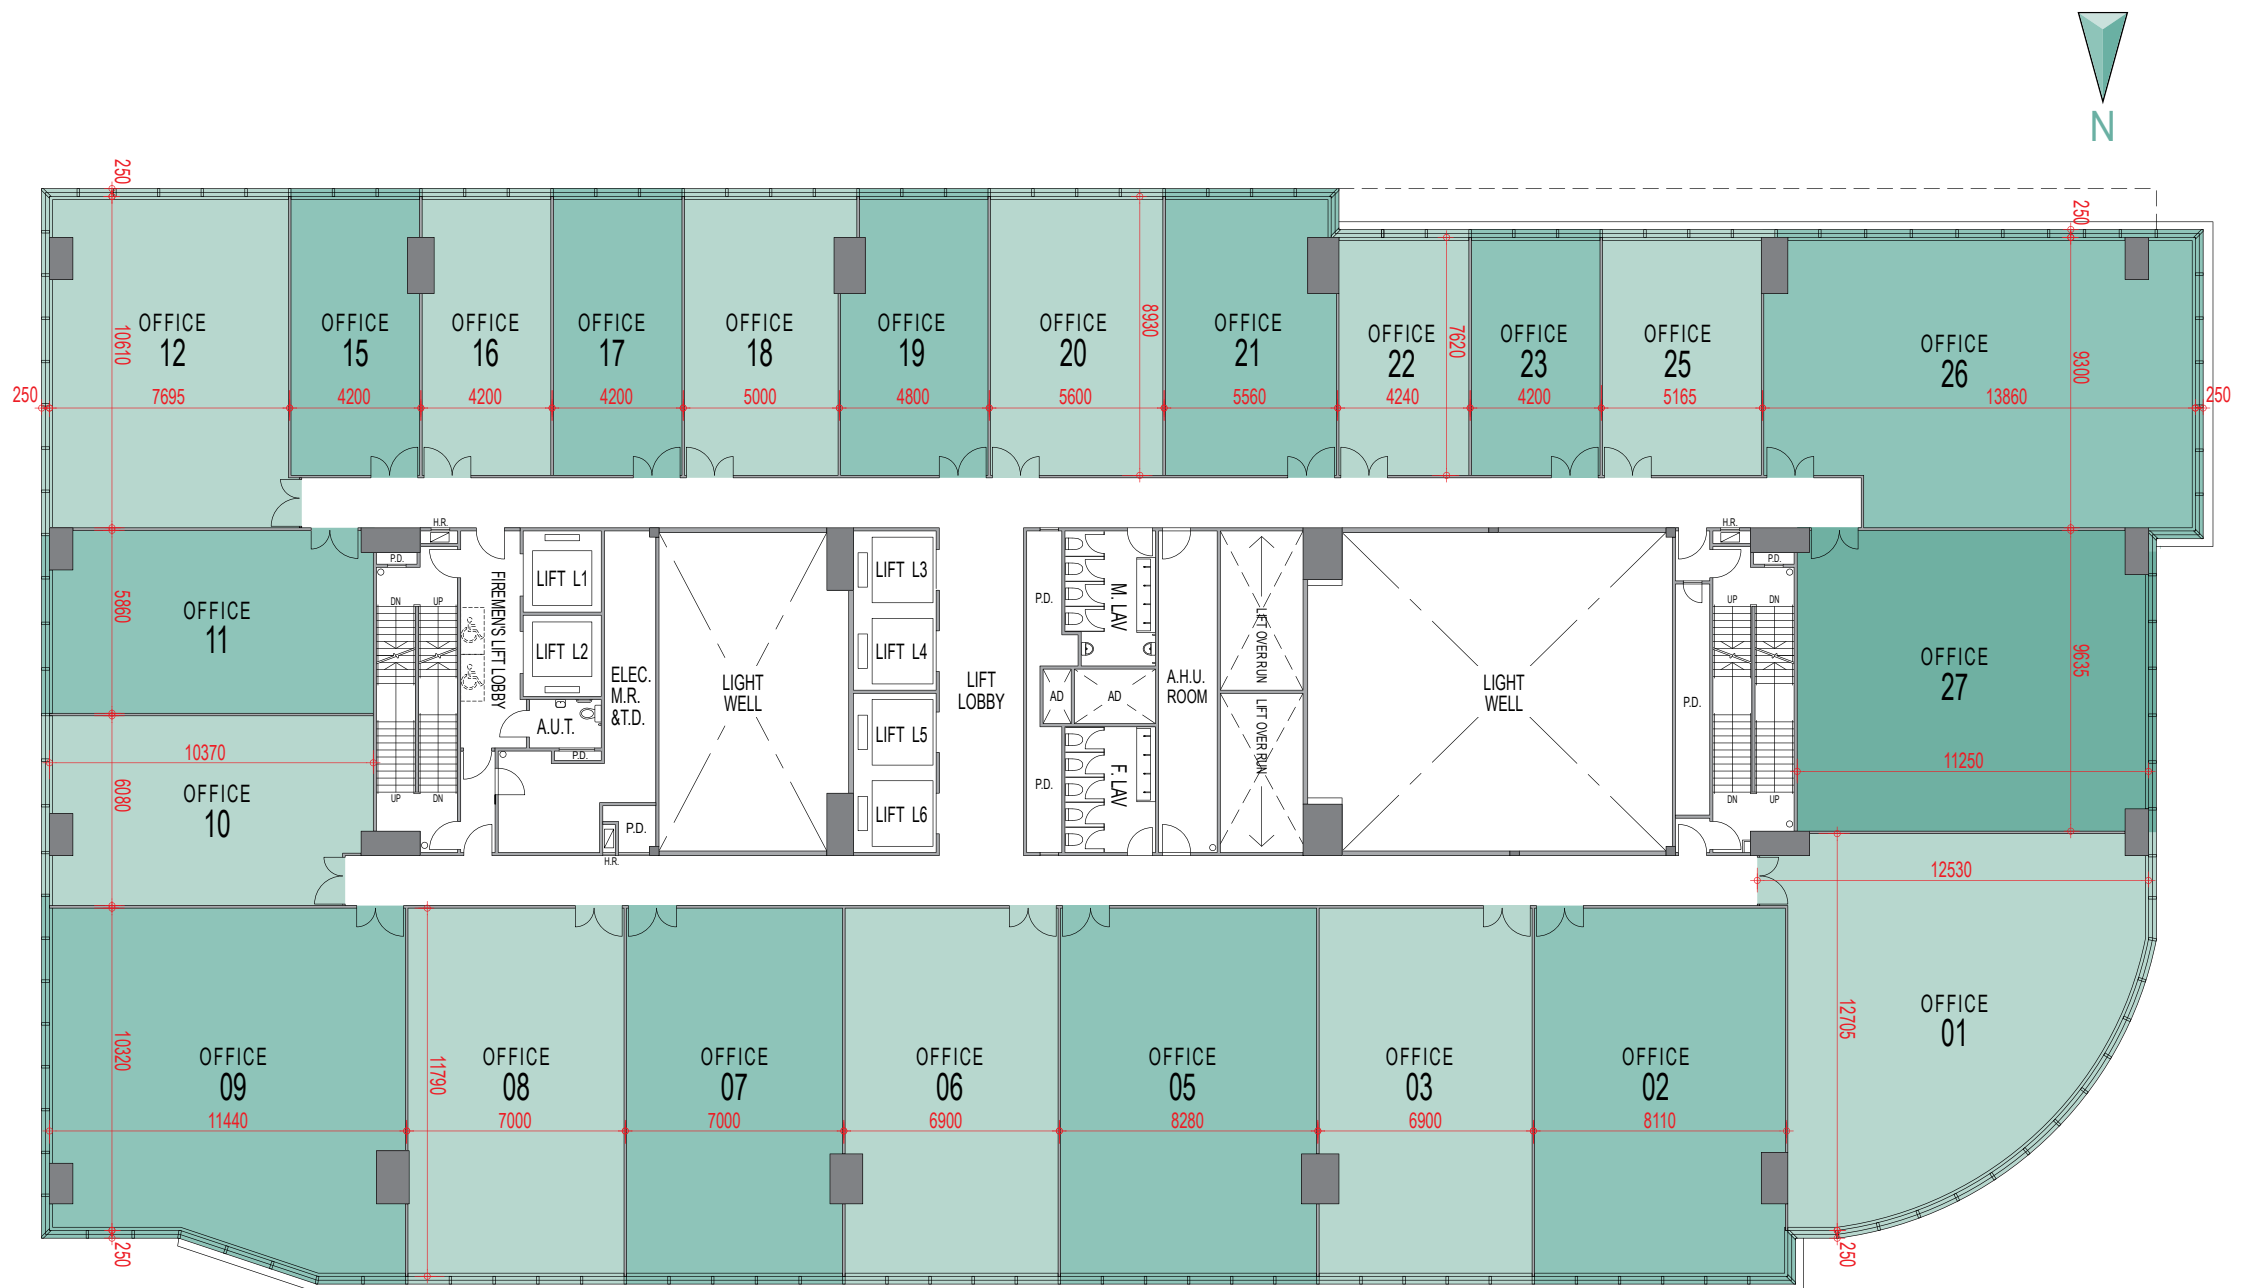 N
250
250
OFFICE
12
10610
250
7695
OFFICE
15
4200
OFFICE
16
4200
OFFICE
17
4200
OFFICE
18
5000
OFFICE
19
4800
OFFICE
20
5600
8930
OFFICE
21
5560
OFFICE
22
4240
7620
OFFICE
23
4200
OFFICE
25
5165
OFFICE
26
13860
9300
250
H.R.
H.R.
OFFICE
11
5860
P.D.
DN
UP
FIREMEN'S LIFT LOBBY
LIFT L1
LIFT L2
A.U.T.
P.D.
ELEC.
M.R.
&T.D.
P.D.
H.R.
UP
DN
LIGHT
WELL
LIFT L3
LIFT L4
LIFT L5
LIFT L6
LIFT
LOBBY
P.D.
M. LAV
AD
AD
P.D.
F. LAV
A.H.U.
ROOM
LIFT OVER RUN
LIFT OVER RUN
LIGHT
WELL
P.D.
P.D.
UP
DN
DN
UP
OFFICE
27
9635
11250
10370
OFFICE
10
6080
12530
OFFICE
01
12705
250
OFFICE
09
10320
11440
250
OFFICE
08
11790
7000
OFFICE
07
7000
OFFICE
06
6900
OFFICE
05
8280
OFFICE
03
6900
OFFICE
02
8110